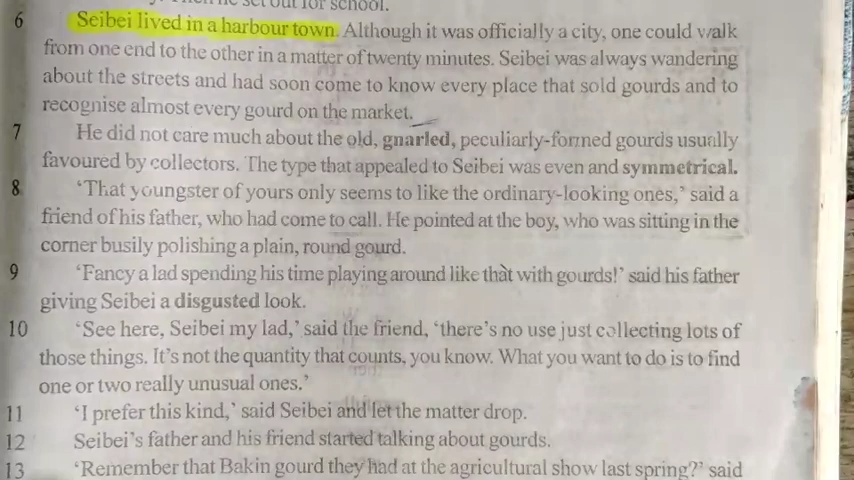 set out for school.
6 Seibei lived in a harbour town. Although it was officially a city, one could walk
from one end to the other in a matter of twenty minutes. Seibei was always wandering
about the streets and had soon come to know every place that sold gourds and to
recognise almost every gourd on the market.
7 He did not care much about the old, gnarled, peculiarly-formed gourds usually
favoured by collectors. The type that appealed to Seibei was even and symmetrical.
8 ‘That youngster of yours only seems to like the ordinary-looking ones,’ said a
friend of his father, who had come to call. He pointed at the boy, who was sitting in the
corner busily polishing a plain, round gourd.
9 ‘Fancy a lad spending his time playing around like that with gourds!’ said his father
giving Seibei a disgusted look.
10 ‘See here, Seibei my lad,’ said the friend, ‘there’s no use just collecting lots of
those things. It’s not the quantity that counts, you know. What you want to do is to find
one or two really unusual ones.’
11 ‘I prefer this kind,’ said Seibei and let the matter drop.
12 Seibei’s father and his friend started talking about gourds.
13 ‘Remember that Bakin gourd they had at the agricultural show last spring?’ said